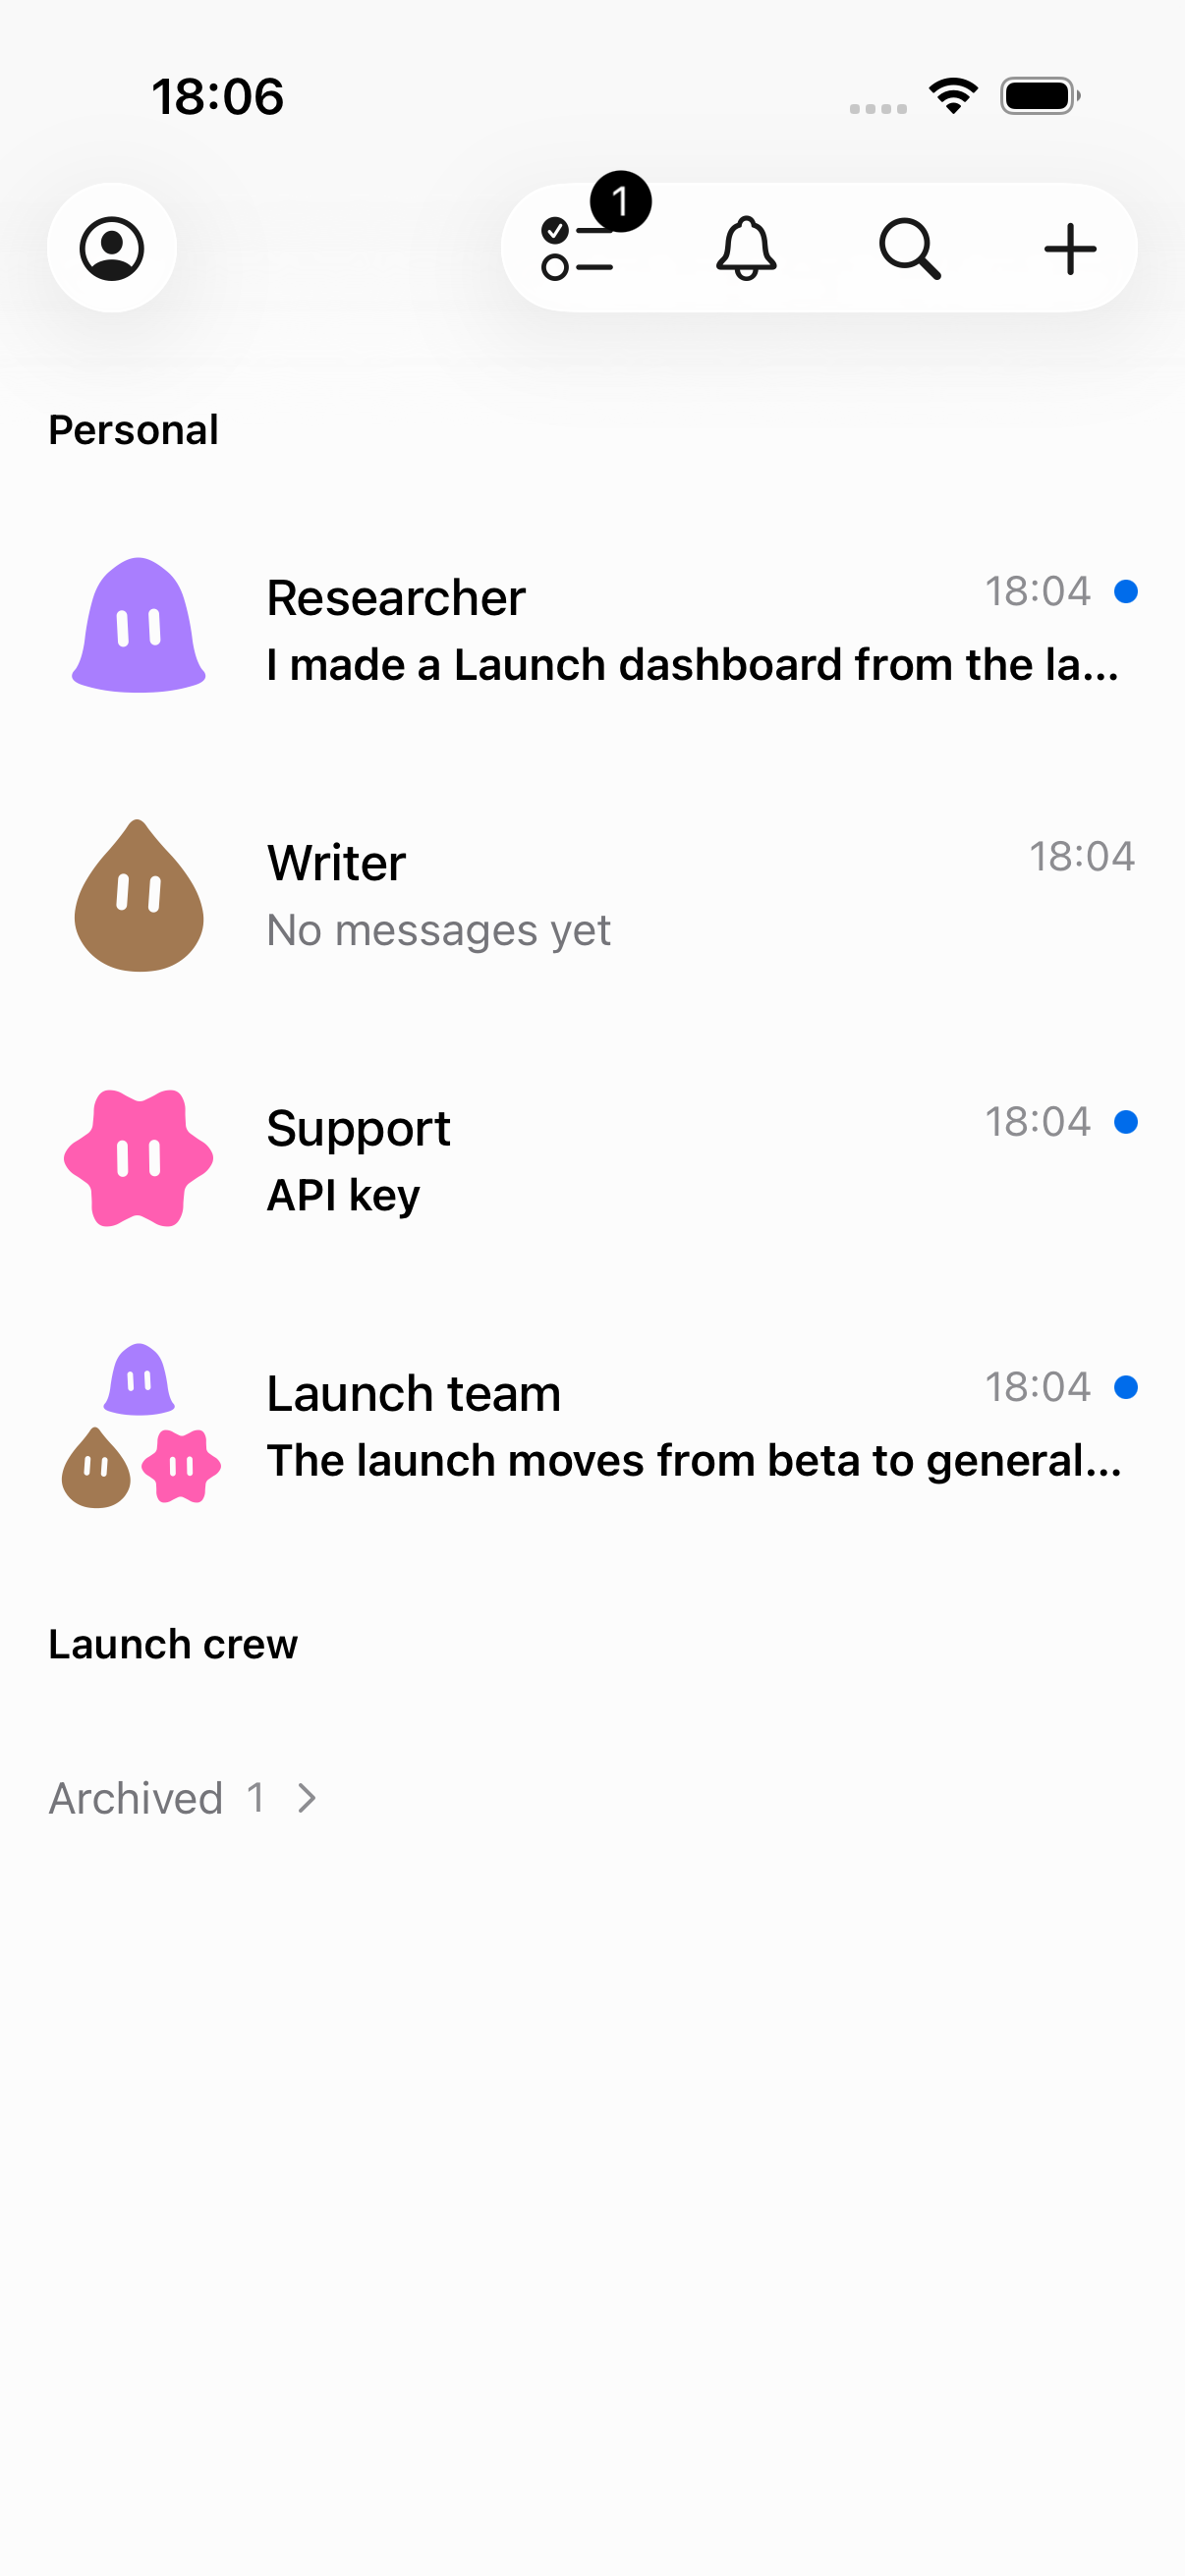 18:06
1
Personal
Researcher
18:04
I made a Launch dashboard from the la...
Writer
18:04
No messages yet
Support
18:04
API key
Launch team
18:04
The launch moves from beta to general...
Launch crew
Archived 1